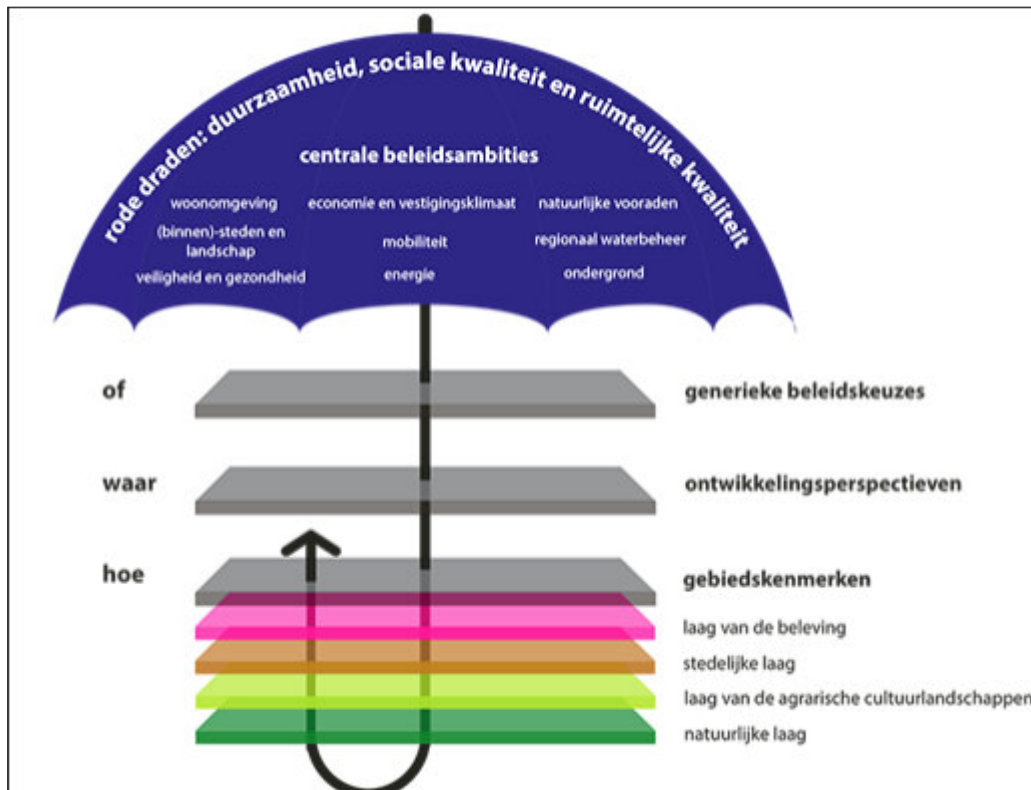 rode draden: duurzaamheid, sociale kwaliteit en ruimtelijke kwaliteit
centrale beleidsambities
woonomgeving
economie en vestigingsklimaat
natuurlijke vooraden
(binnen)-steden en
landschap
mobiliteit
regionaal waterbeheer
veiligheid en gezondheid
energie
ondergrond
of
generieke beleidskeuzes
waar
ontwikkelingsperspectieven
hoe
gebiedskenmerken
laag van de beleving
stedelijke laag
laag van de agrarische cultuurlandschappen
natuurlijke laag